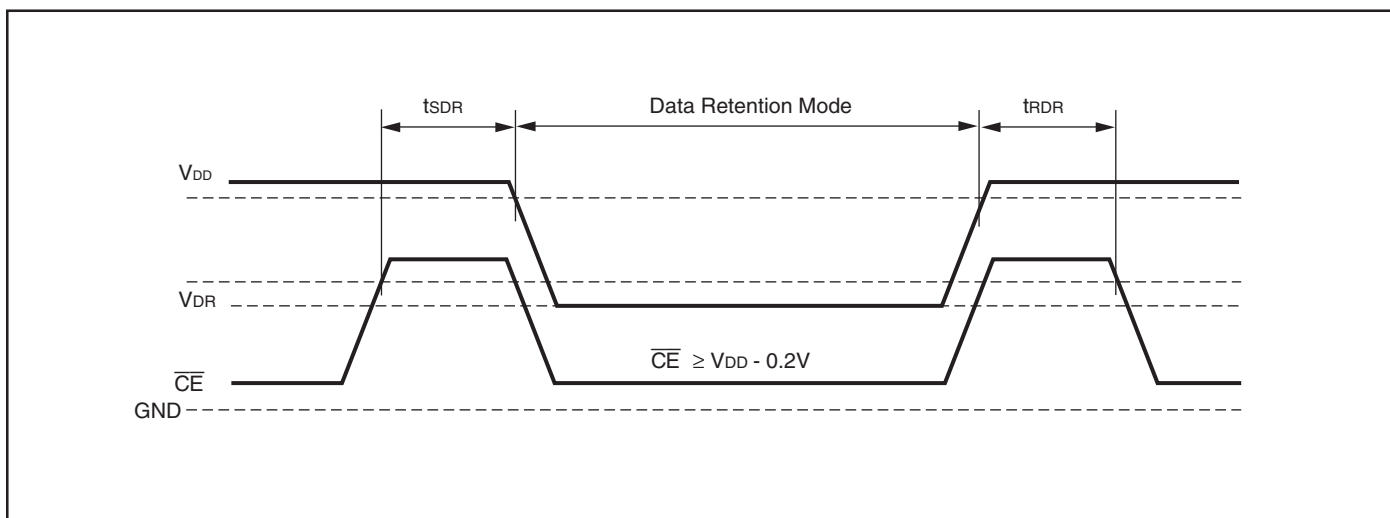 tSDR Data Retention Mode tRDR
VDD
VDR
CE ≥ VDD - 0.2V
CE
GND